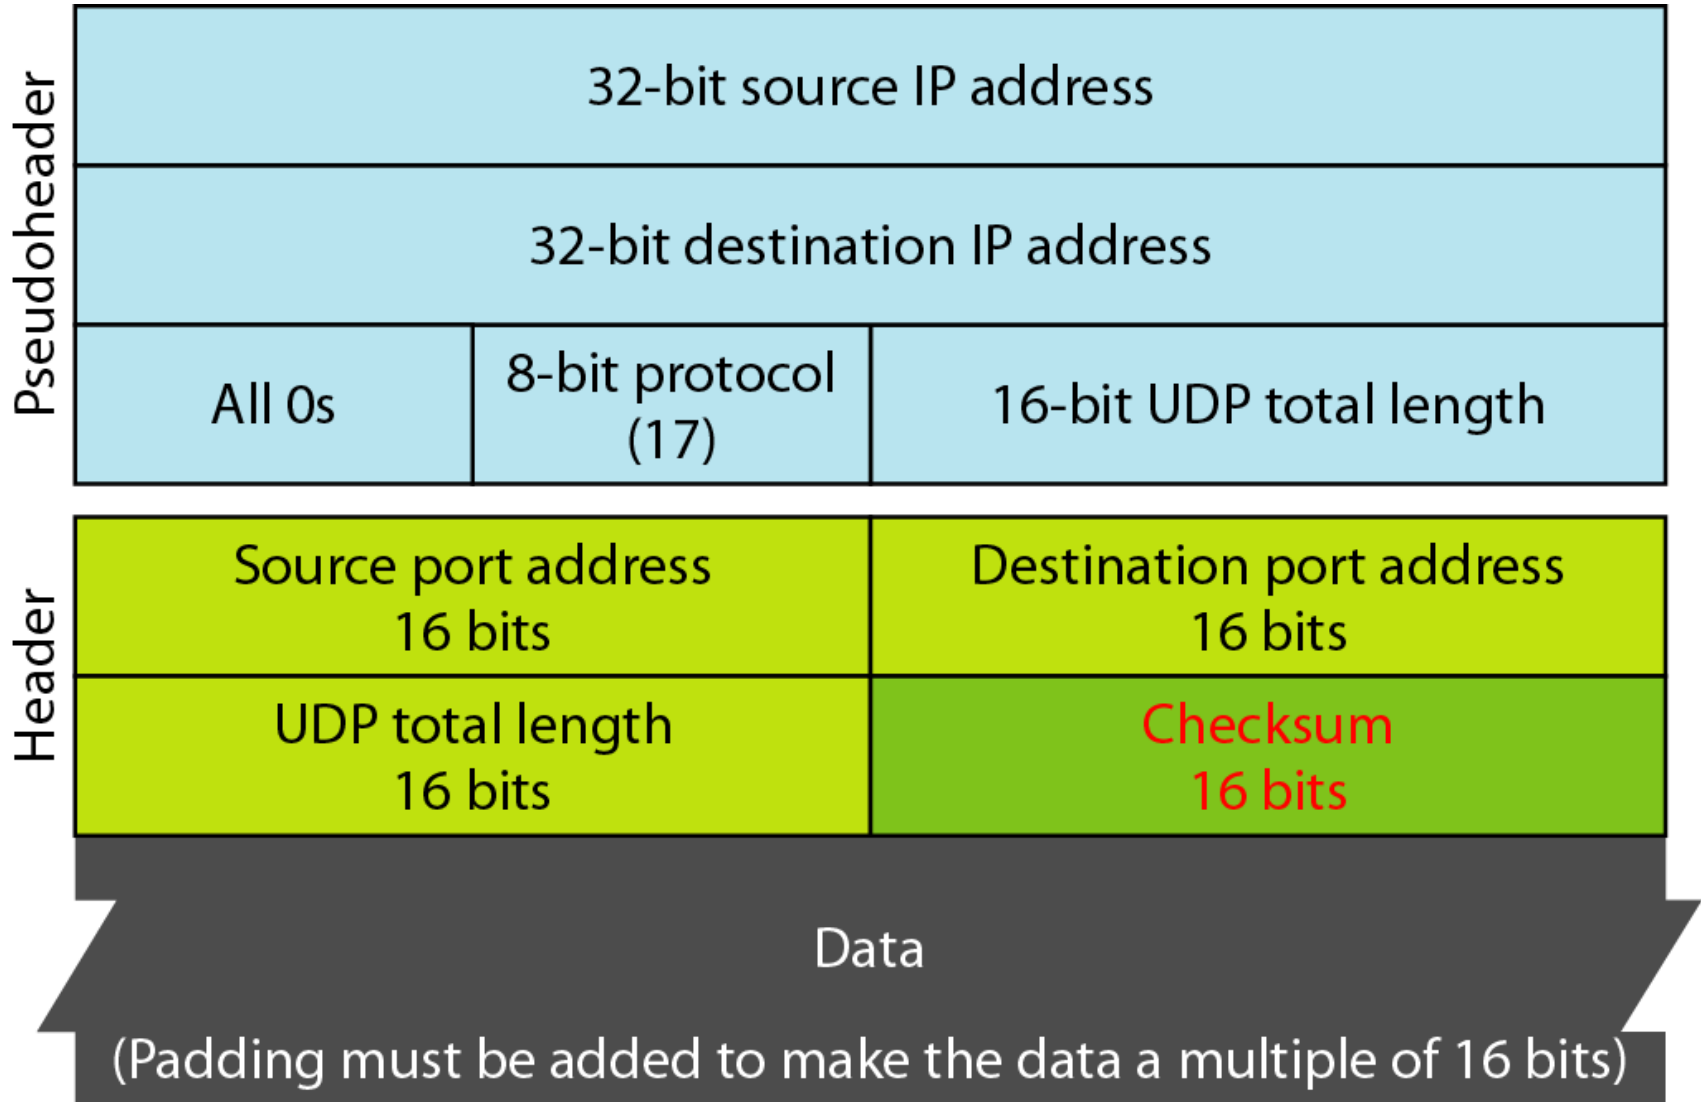 Pseudoheader
32-bit source IP address
32-bit destination IP address
All 0s
8-bit protocol
(17)
16-bit UDP total length
Header
Source port address
16 bits
Destination port address
16 bits
UDP total length
16 bits
Checksum
16 bits
Data
(Padding must be added to make the data a multiple of 16 bits)